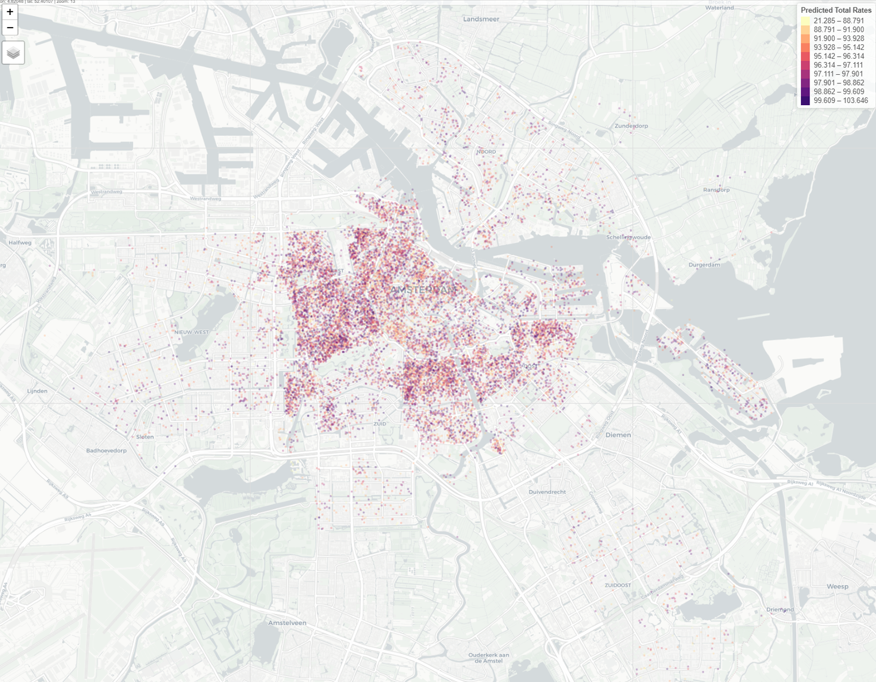 +
−
Predicted Total Rates
21.285 – 88.791
88.791 – 91.900
91.900 – 93.928
93.928 – 95.142
95.142 – 96.314
96.314 – 97.111
97.111 – 97.901
97.901 – 98.862
98.862 – 99.609
99.609 – 103.646
Waterland
Landsmeer
Zunderdorp
NOORD
Ransdorp
Schellingwoude
Halfweg
Durgerdam
AMSTERDAM
NIEUW-WEST
Lijnden
ZUID
Sloten
Diemen
Badhoevedorp
Duivendrecht
ZUIDOOST
Weesp
Driemond
Amstelveen
Ouderkerk aan
de Amstel